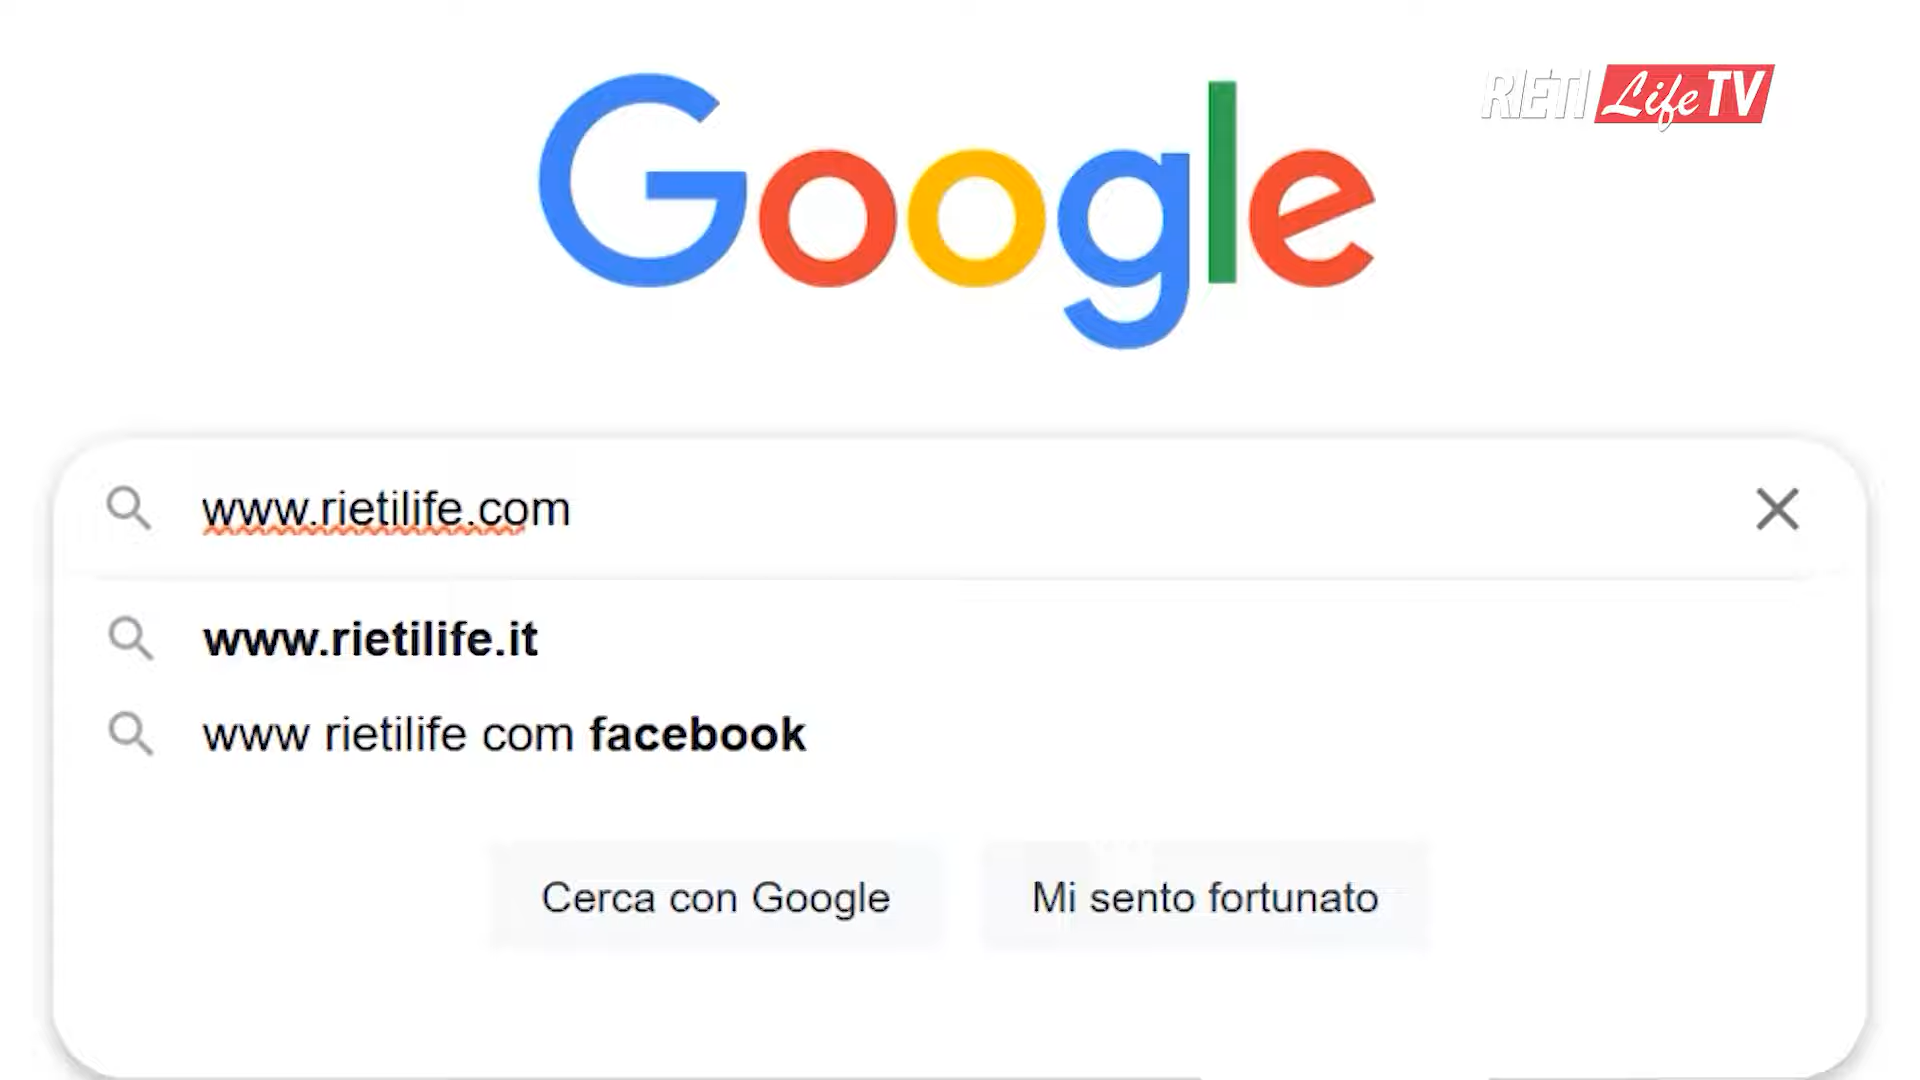 Google
RIETI Life TV
www.rietilife.com
www.rietilife.it
www rietilife com facebook
Cerca con Google
Mi sento fortunato